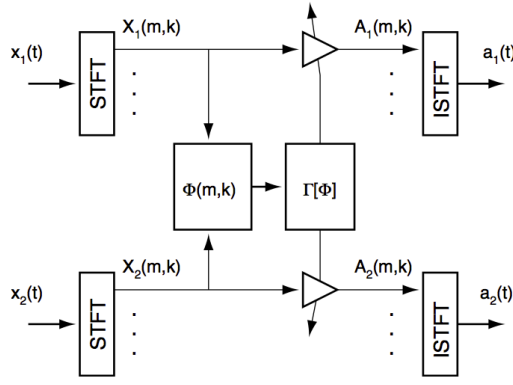 x₁(t)
STFT
X₁(m,k)
A₁(m,k)
ISTFT
a₁(t)
Φ(m,k)
Γ[Φ]
x₂(t)
STFT
X₂(m,k)
A₂(m,k)
ISTFT
a₂(t)